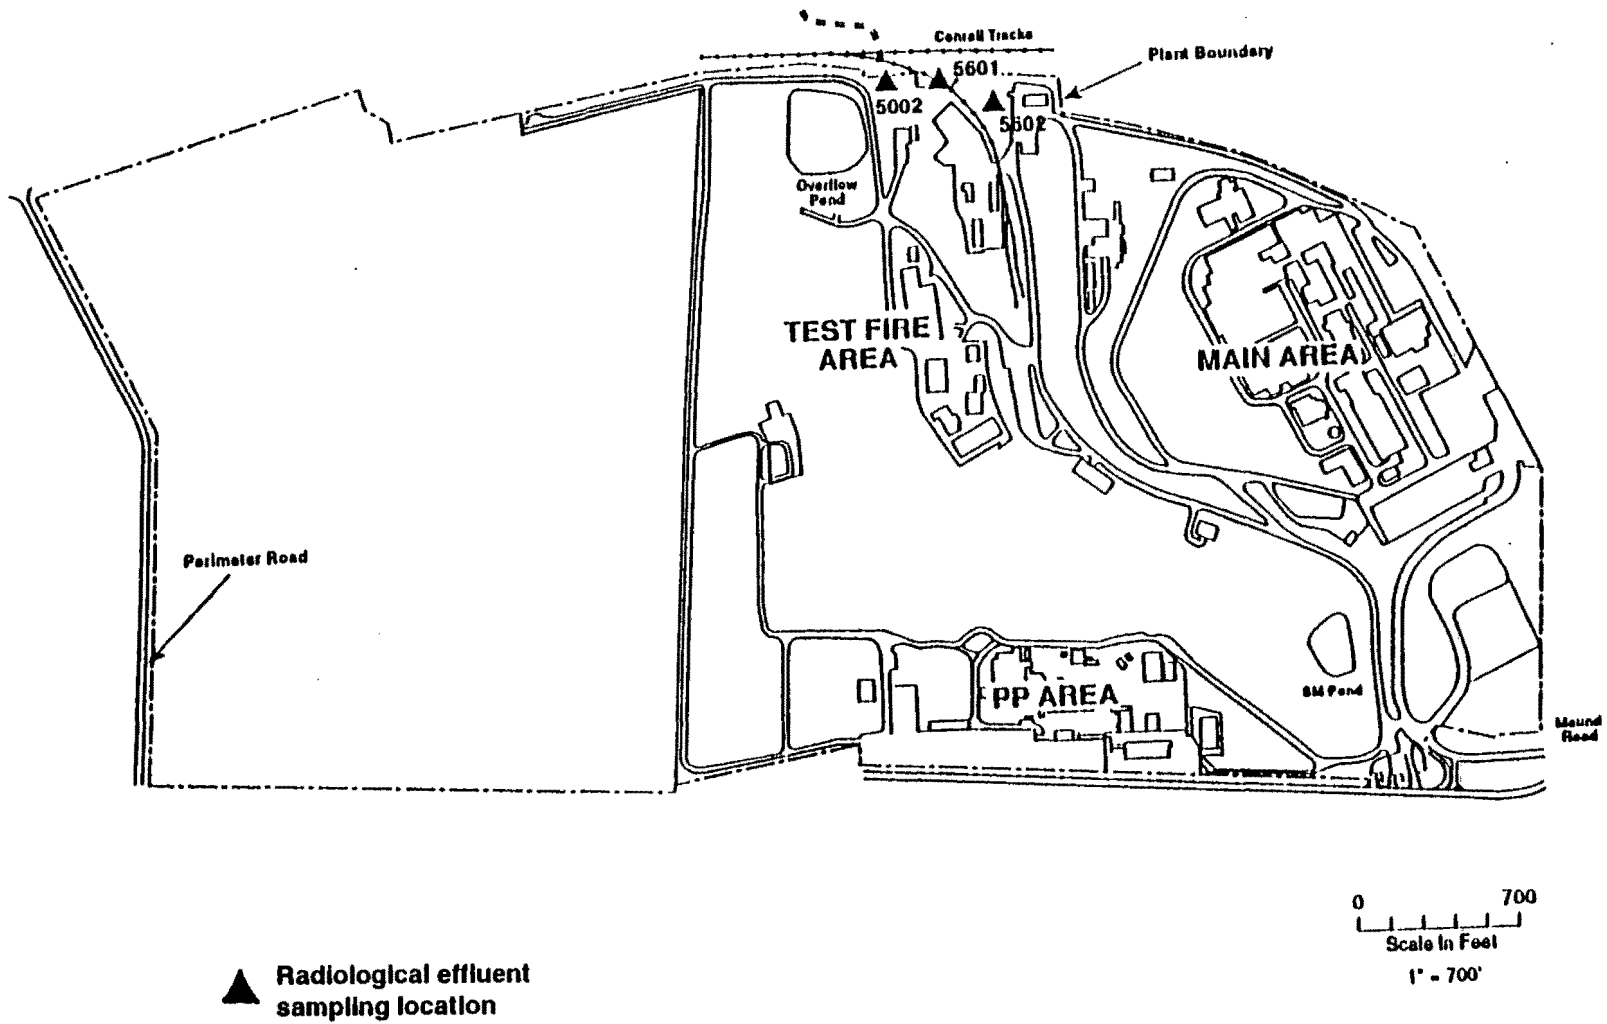 Conrail Tracks
Plant Boundary
5601
5002
5602
Overflow
Pond
TEST FIRE
AREA
MAIN AREA
Perimeter Road
PP AREA
SM Pond
Mound
Road
0 700
Scale In Feet
1" - 700'
Radiological effluent
sampling location